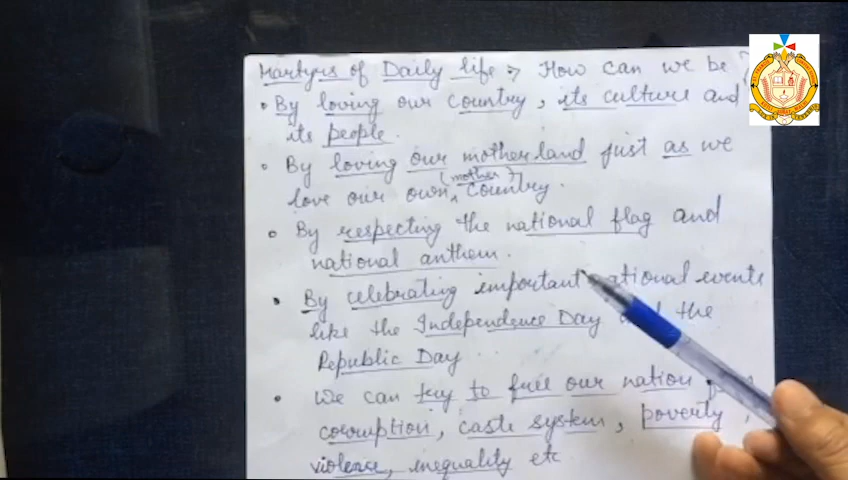 Martyrs of Daily life :→ How can we be ?
• By loving our country, its culture and
its people.
• By loving our motherland just as we
love our own (mother) country.
• By respecting the national flag and
national anthem.
• By celebrating important national events
like the Independence Day and the
Republic Day
• We can try to free our nation from
corruption, caste system, poverty,
violence, inequality etc